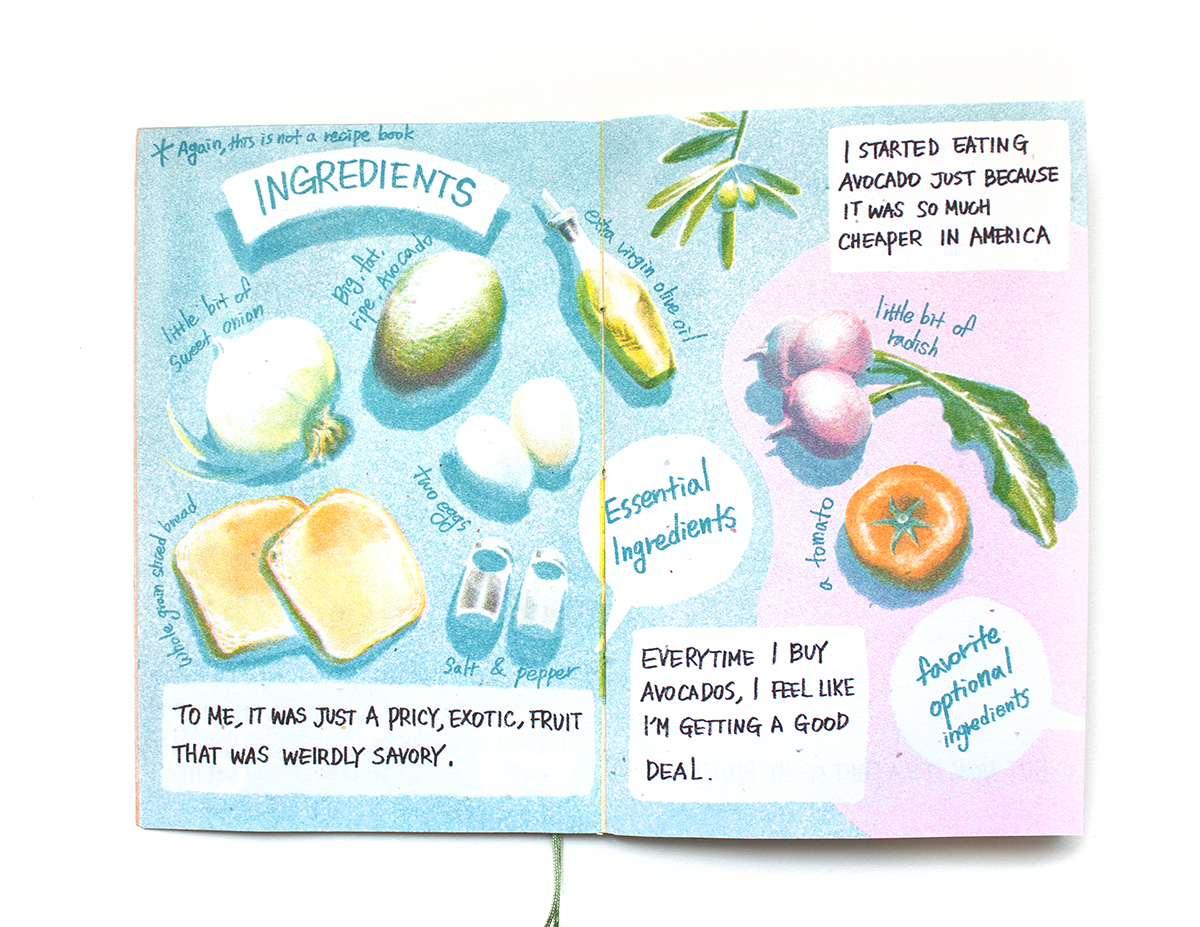 * Again, this is not a recipe book
INGREDIENTS
little bit of
sweet onion
Big, fat,
ripe Avocado
extra virgin olive oil
two eggs
Whole grain sliced bread
Salt, & pepper
TO ME, IT WAS JUST A PRICY, EXOTIC, FRUIT
THAT WAS WEIRDLY SAVORY.
I STARTED EATING
AVOCADO JUST BECAUSE
IT WAS SO MUCH
CHEAPER IN AMERICA
little bit of
radish
Essential
Ingredients
a tomato
favorite
optional
ingredients
EVERYTIME I BUY
AVOCADOS, I FEEL LIKE
I'M GETTING A GOOD
DEAL.